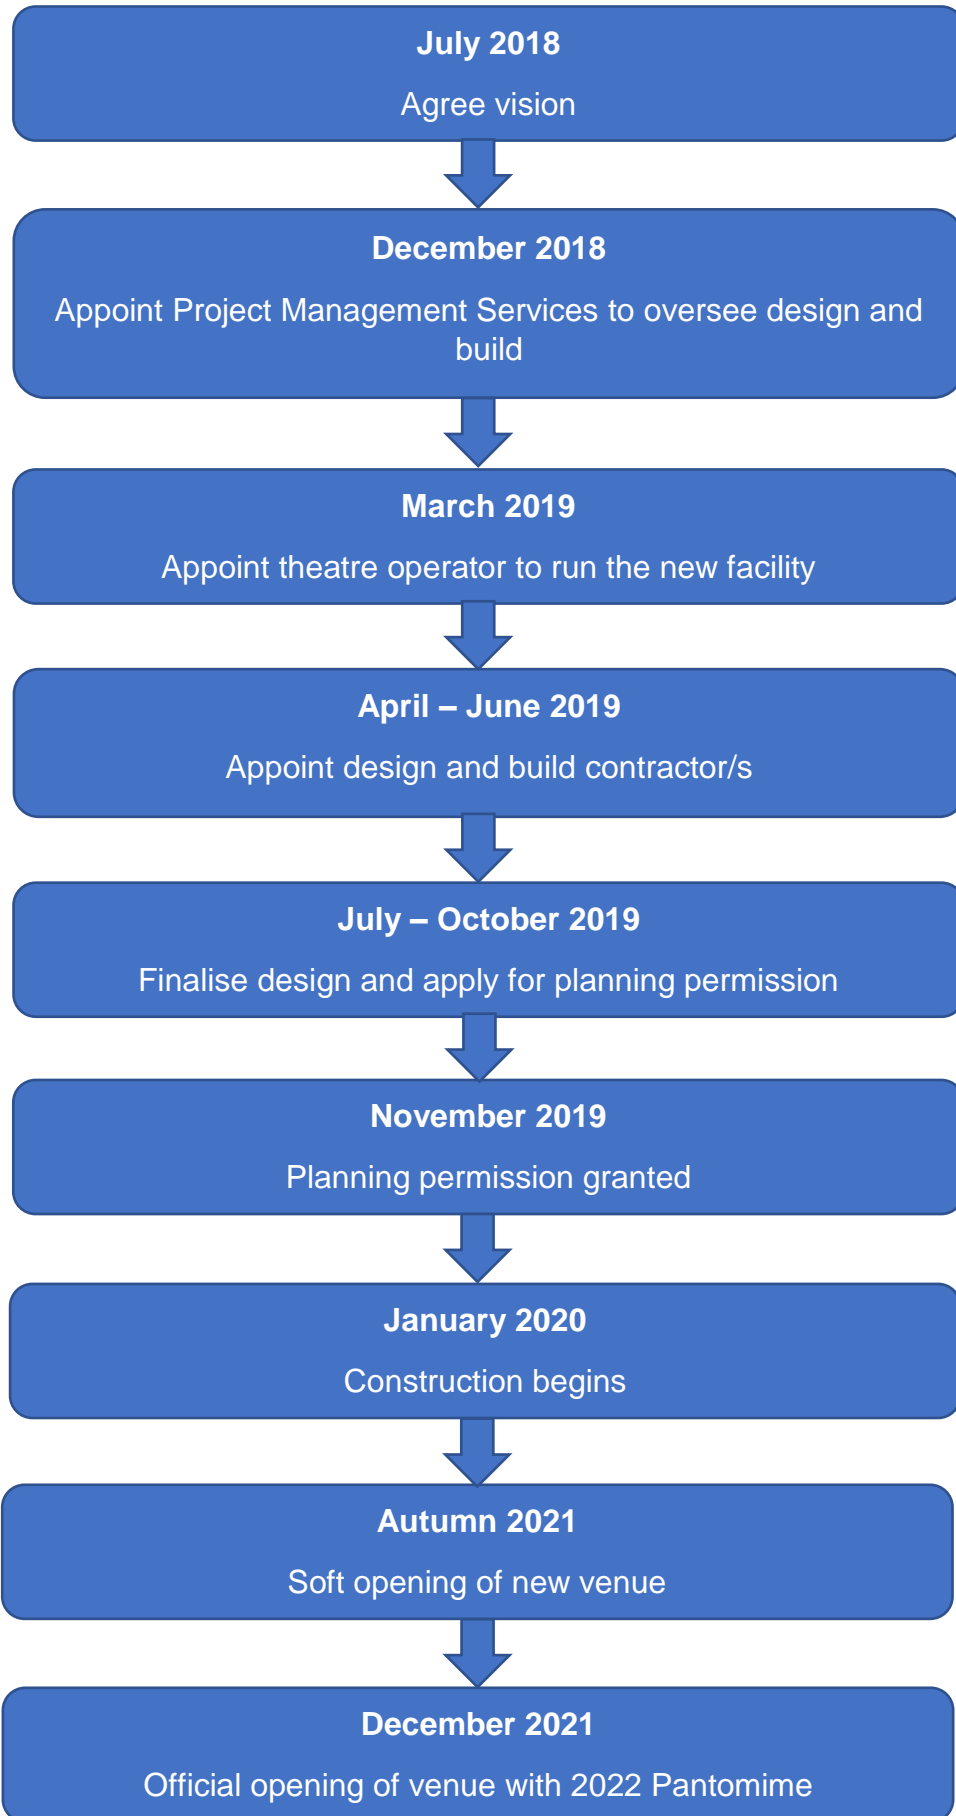 July 2018
Agree vision
December 2018
Appoint Project Management Services to oversee design and
build
March 2019
Appoint theatre operator to run the new facility
April – June 2019
Appoint design and build contractor/s
July – October 2019
Finalise design and apply for planning permission
November 2019
Planning permission granted
January 2020
Construction begins
Autumn 2021
Soft opening of new venue
December 2021
Official opening of venue with 2022 Pantomime